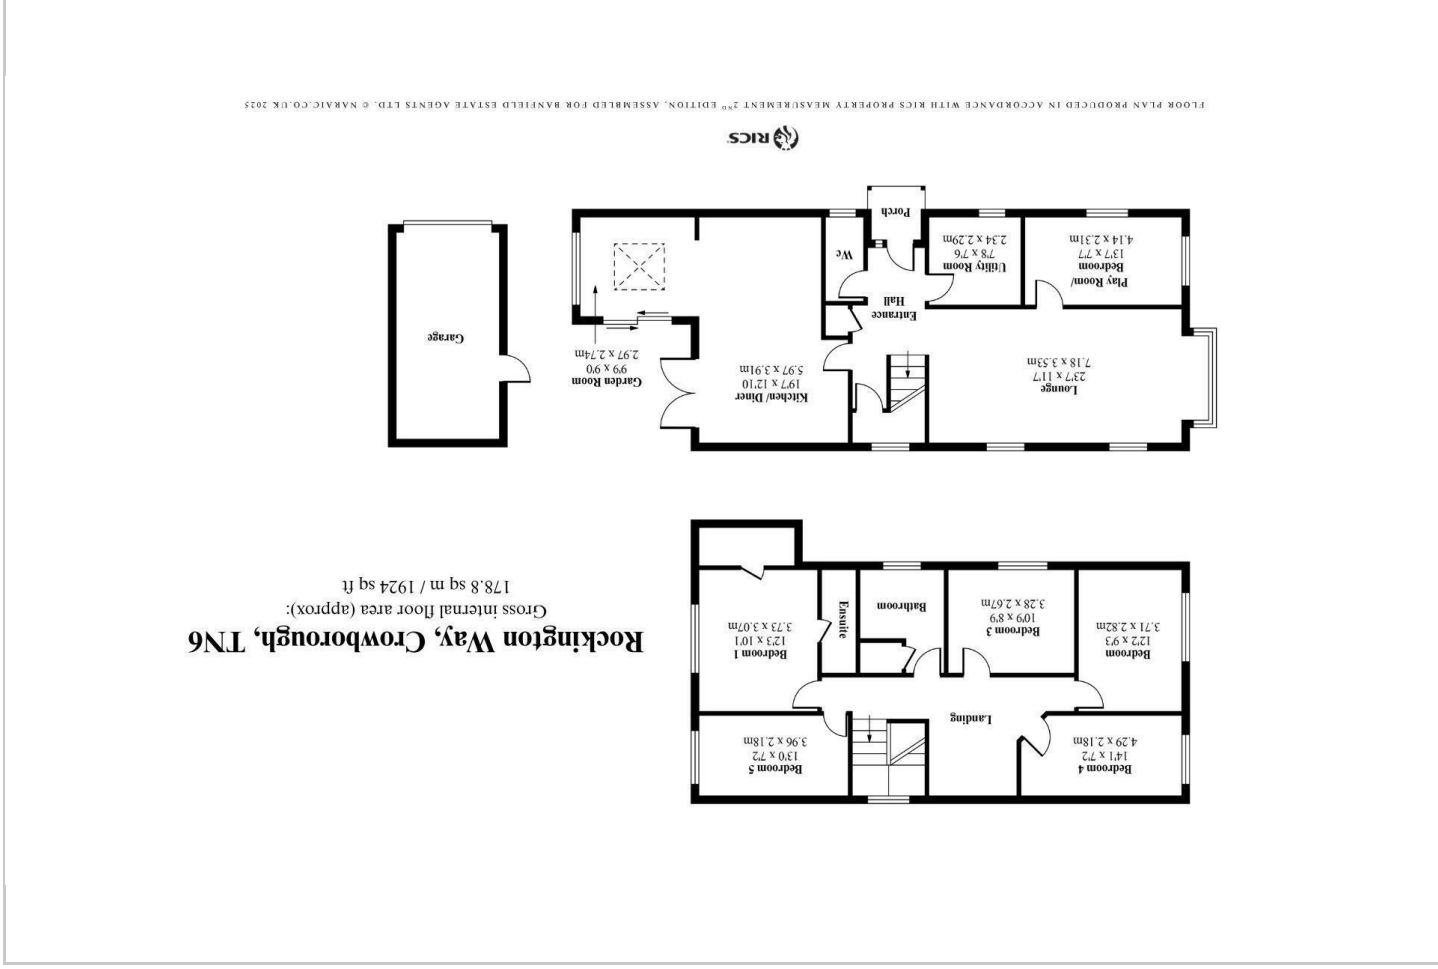 Rockington Way, Crowborough, TN6
Gross internal floor area (approx):
178.8 sq m / 1924 sq ft
Bedroom 4
14'1 x 7'2
4.29 x 2.18m
Landing
Bedroom 5
13'0 x 7'2
3.96 x 2.18m
Bedroom
12'2 x 9'3
3.71 x 2.82m
Bedroom 3
10'9 x 8'9
3.28 x 2.67m
Bathroom
Ensuite
Bedroom 1
12'3 x 10'1
3.73 x 3.07m
Lounge
23'7 x 11'7
7.18 x 3.53m
Kitchen/ Diner
19'7 x 12'10
5.97 x 3.91m
Garden Room
9'9 x 9'0
2.97 x 2.74m
Garage
Entrance
Hall
Play Room/
Bedroom
13'7 x 7'7
4.14 x 2.31m
Utility Room
7'8 x 7'6
2.34 x 2.29m
Wc
Porch
RICS
FLOOR PLAN PRODUCED IN ACCORDANCE WITH RICS PROPERTY MEASUREMENT 2ND EDITION, ASSEMBLED FOR BANFIELD ESTATE AGENTS LTD. © NARAIC.CO.UK 2025